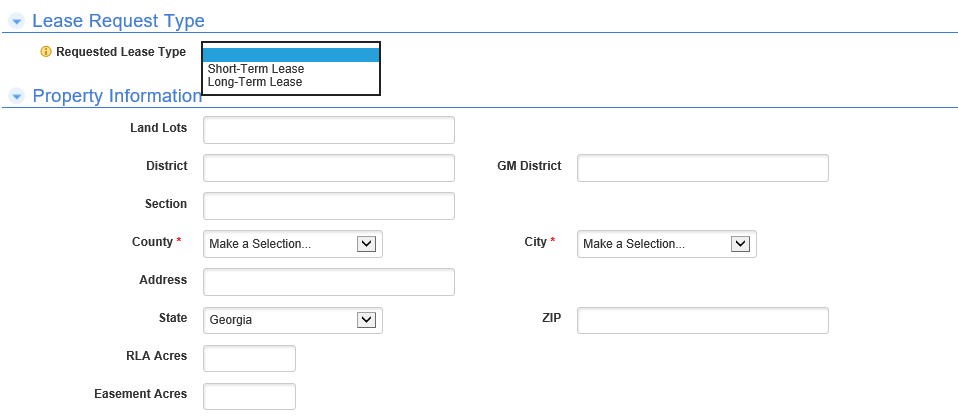 Lease Request Type
Requested Lease Type
Short-Term Lease
Long-Term Lease
Property Information
Land Lots
District GM District
Section
County * Make a Selection... City * Make a Selection...
Address
State Georgia ZIP
RLA Acres
Easement Acres